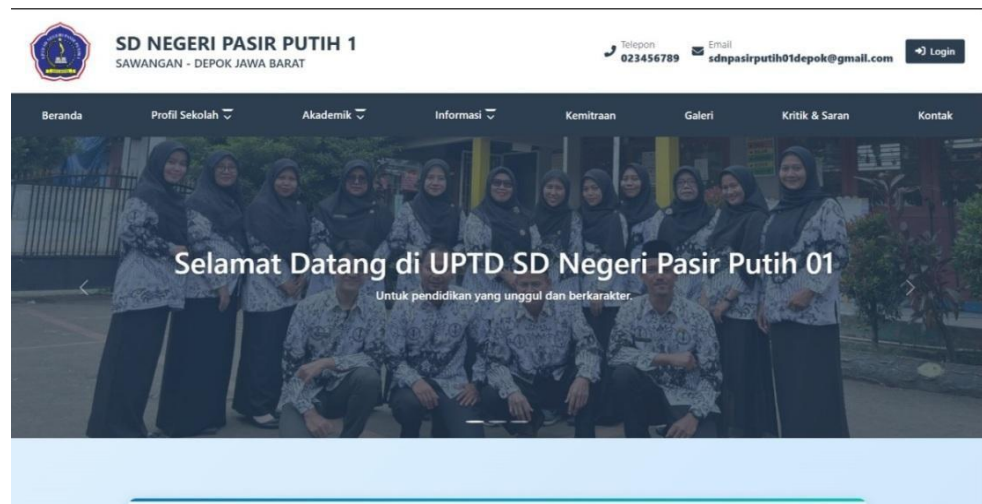 SD NEGERI PASIR PUTIH 1
SAWANGAN - DEPOK JAWA BARAT
Telepon
023456789
Email
sdnpasirputih01depok@gmail.com
Login
Beranda
Profil Sekolah
Akademik
Informasi
Kemitraan
Galeri
Kritik & Saran
Kontak
Selamat Datang di UPTD SD Negeri Pasir Putih 01
Untuk pendidikan yang unggul dan berkarakter.